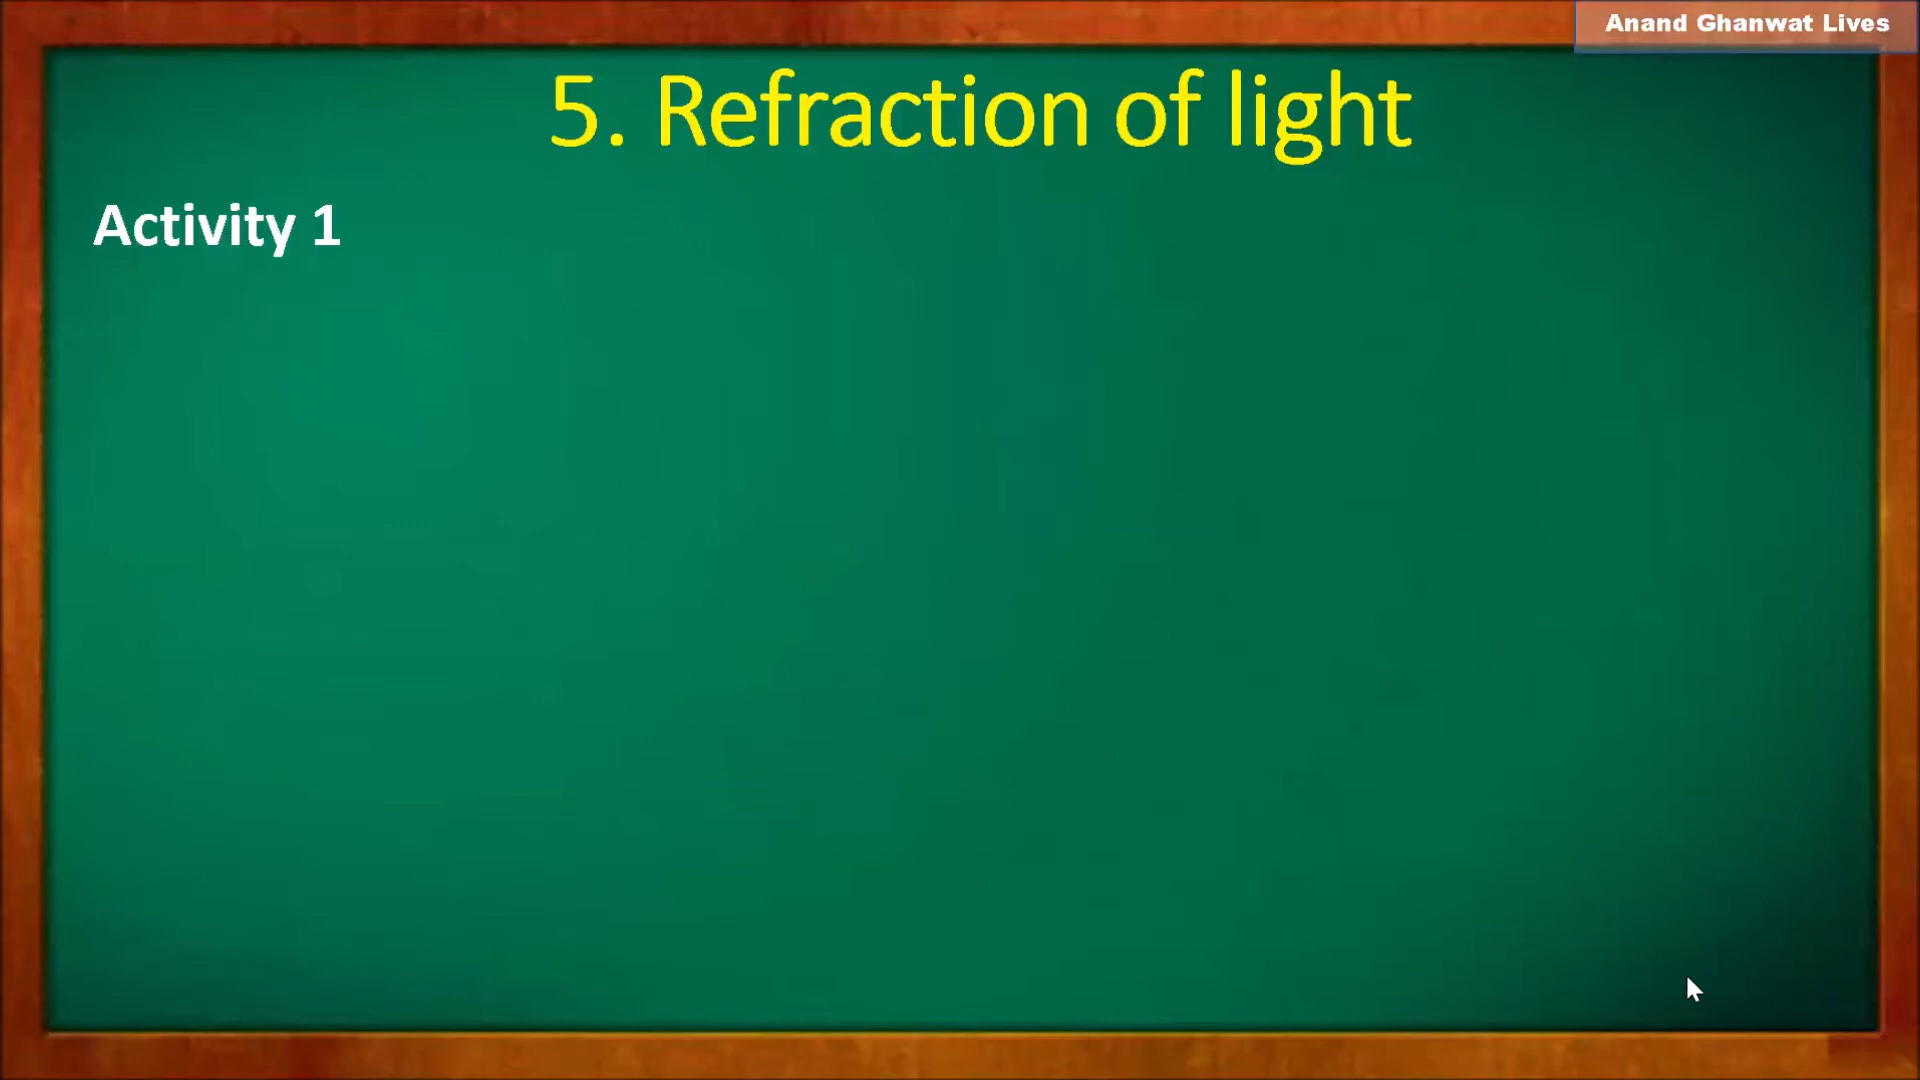 Anand Ghanwat Lives
5. Refraction of light
Activity 1